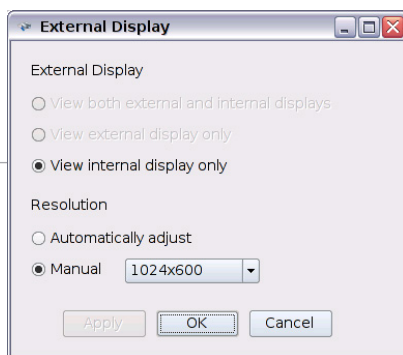 External Display
External Display
View both external and internal displays
View external display only
View internal display only
Resolution
Automatically adjust
Manual 1024x600
Apply OK Cancel